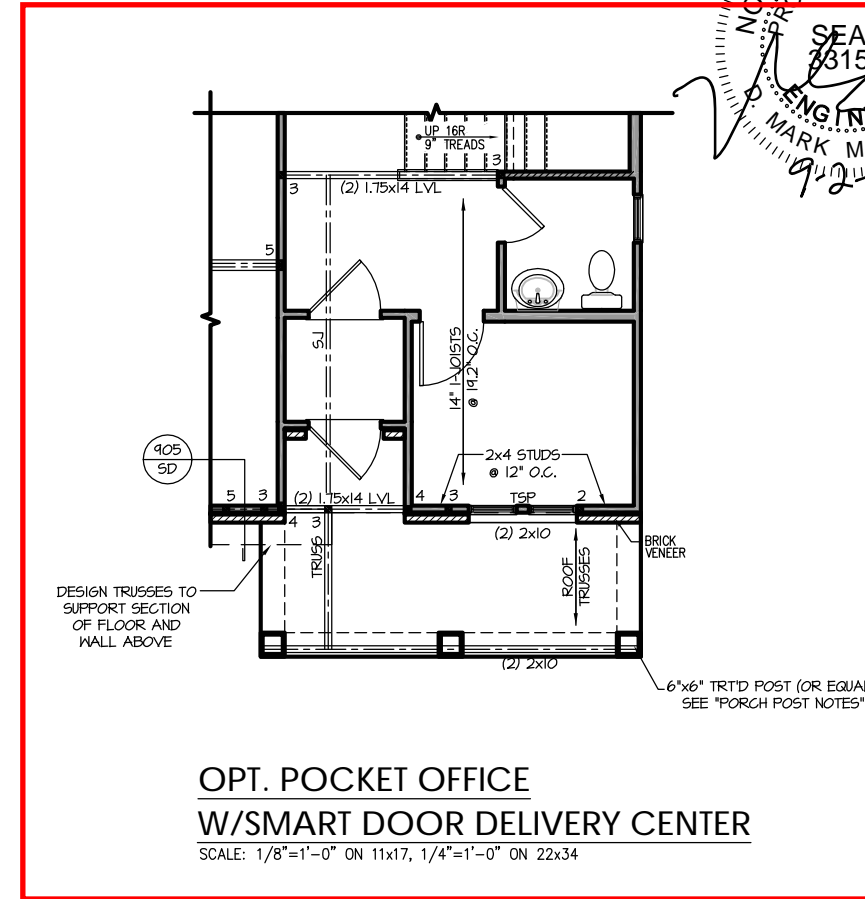 SEA
3315
ENGIN
MARK M
9-2-
UP 16R
9" TREADS
3
3
(2) 1.75x14 LVL
5
SJ
14" I-JOISTS
@ 19.2" O.C.
905
SD
2x4 STUDS
@ 12" O.C.
5 3
(2) 1.75x14 LVL
4 3
TSP
2
4 3
(2) 2x10
BRICK
VENEER
TRUSS
ROOF
TRUSSES
DESIGN TRUSSES TO
SUPPORT SECTION
OF FLOOR AND
WALL ABOVE
(2) 2x10
6"x6" TRT'D POST (OR EQUAL
SEE "PORCH POST NOTES"
OPT. POCKET OFFICE
W/SMART DOOR DELIVERY CENTER
SCALE: 1/8"=1'-0" ON 11x17, 1/4"=1'-0" ON 22x34